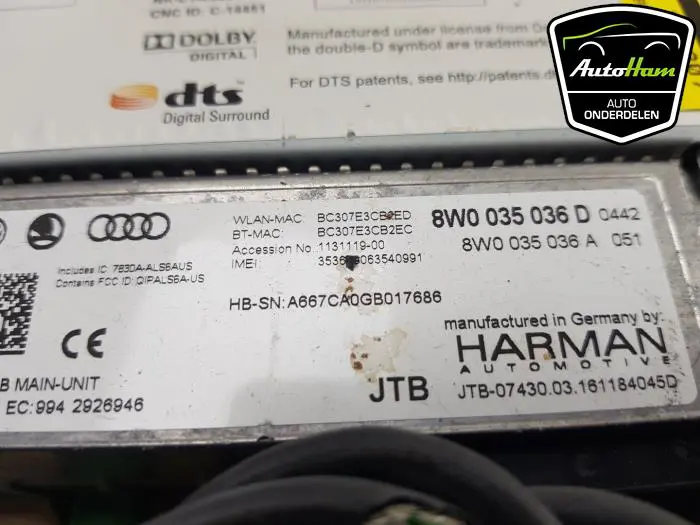 CNC ID: C-14861
DOLBY
DIGITAL
Manufactured under license from
the double-D symbol are trademark
For DTS patents, see http://patents.d
dts
Digital Surround
AutoHam
AUTO
ONDERDELEN
WLAN-MAC: BC307E3CB2ED
BT-MAC: BC307E3CB2EC
Accession No. 1131119-00
IMEI:
8W0 035 036 D 0442
8W0 035 036 A 051
Includes IC: 7830A-ALS6AUS
Contains FCC ID: QIPALS6A-US
HB-SN: A667CA0GB017686
CE
manufactured in Germany by:
HARMAN
AUTOMOTIVE
B MAIN-UNIT
JTB
JTB-07430.03.161184045D
EC: 994 2926946